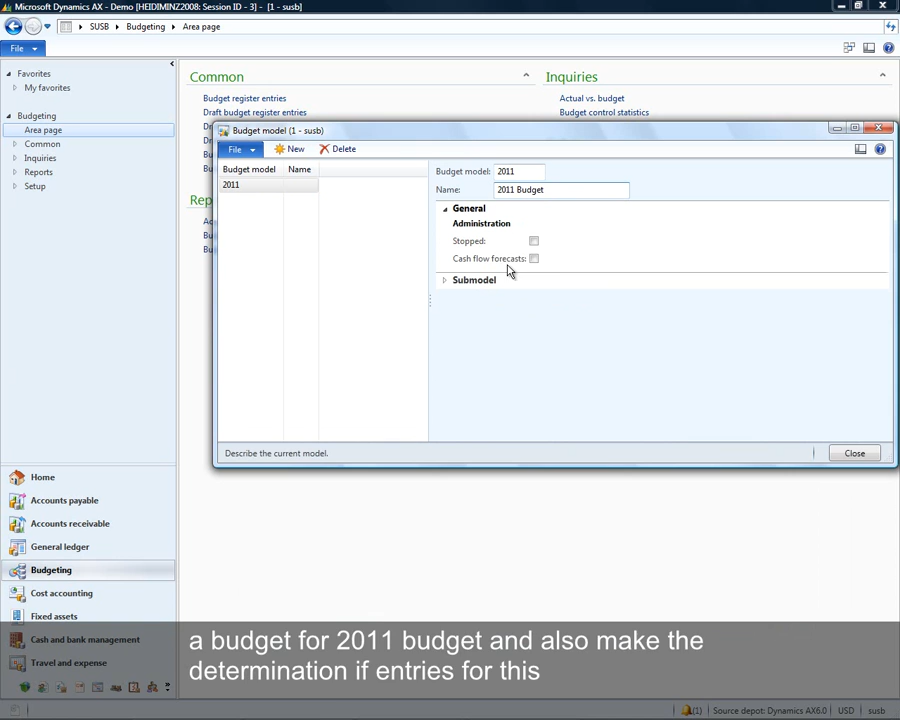 Microsoft Dynamics AX - Demo [HEIDIMINZ2008: Session ID - 3] - [1 - susb]
SUSB ▸ Budgeting ▸ Area page
File
Favorites
My favorites
Budgeting
Area page
Common
Inquiries
Reports
Setup
Common
Budget register entries
Draft budget register entries
Inquiries
Actual vs. budget
Budget control statistics
Budget model (1 - susb)
File
New
Delete
Budget model
Name
2011
Budget model: 2011
Name: 2011 Budget
General
Administration
Stopped:
Cash flow forecasts:
Submodel
Describe the current model.
Close
Home
Accounts payable
Accounts receivable
General ledger
Budgeting
Cost accounting
Fixed assets
Cash and bank management
Travel and expense
a budget for 2011 budget and also make the
determination if entries for this
(1)
Source depot: Dynamics AX6.0
USD
susb